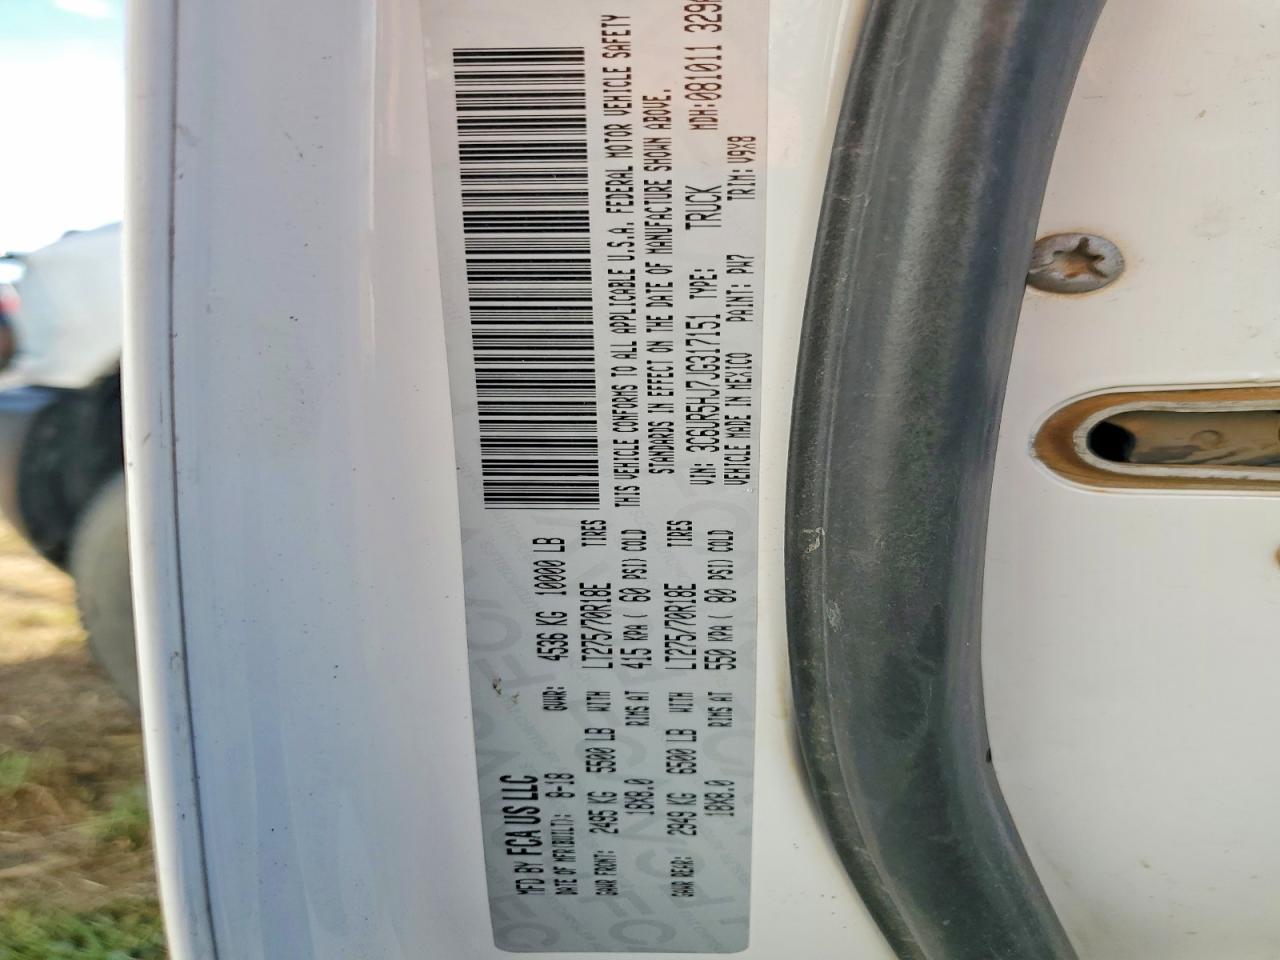 MFD BY FCA US LLC
DATE OF MFR(BUILT): 8-18 GVWR: 4536 KG 10000 LB
GAWR FRONT: 2495 KG 5500 LB WITH LT275/70R18E TIRES
18X8.0 RIMS AT 415 KPA ( 60 PSI) COLD
GAWR REAR: 2949 KG 6500 LB WITH LT275/70R18E TIRES
18X8.0 RIMS AT 550 KPA ( 80 PSI) COLD
THIS VEHICLE CONFORMS TO ALL APPLICABLE U.S.A. FEDERAL MOTOR VEHICLE SAFETY
STANDARDS IN EFFECT ON THE DATE OF MANUFACTURE SHOWN ABOVE.
VIN: 3C6UR5HJ7JG317151 TYPE: TRUCK MDH:081011
VEHICLE MADE IN MEXICO PAINT: PW7 TRIM: V9X8